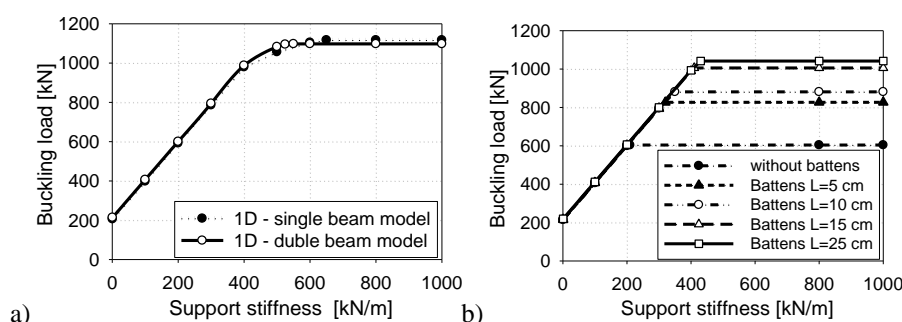 1200
1000
800
600
400
200
0
Buckling load [kN]
0 200 400 600 800 1000
Support stiffness [kN/m]
1D - single beam model
1D - duble beam model
a)
1200
1000
800
600
400
200
0
Buckling load [kN]
0 200 400 600 800 1000
Support stiffness [kN/m]
without battens
Battens L=5 cm
Battens L=10 cm
Battens L=15 cm
Battens L=25 cm
b)